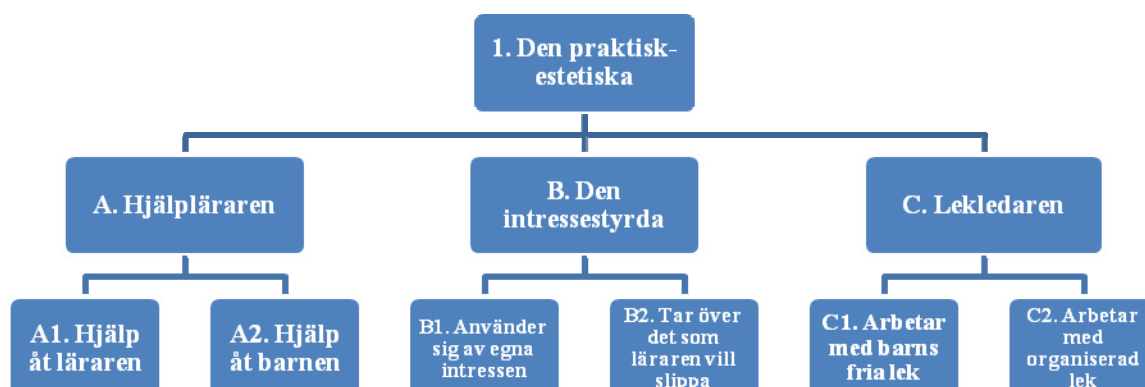 1. Den praktisk-
estetiska
A. Hjälpläraren
B. Den
intressestyrda
C. Lekledaren
A1. Hjälp
åt läraren
A2. Hjälp
åt barnen
B1. Använder
sig av egna
intressen
B2. Tar över
det som
läraren vill
slippa
C1. Arbetar
med barns
fria lek
C2. Arbetar
med
organiserad
lek